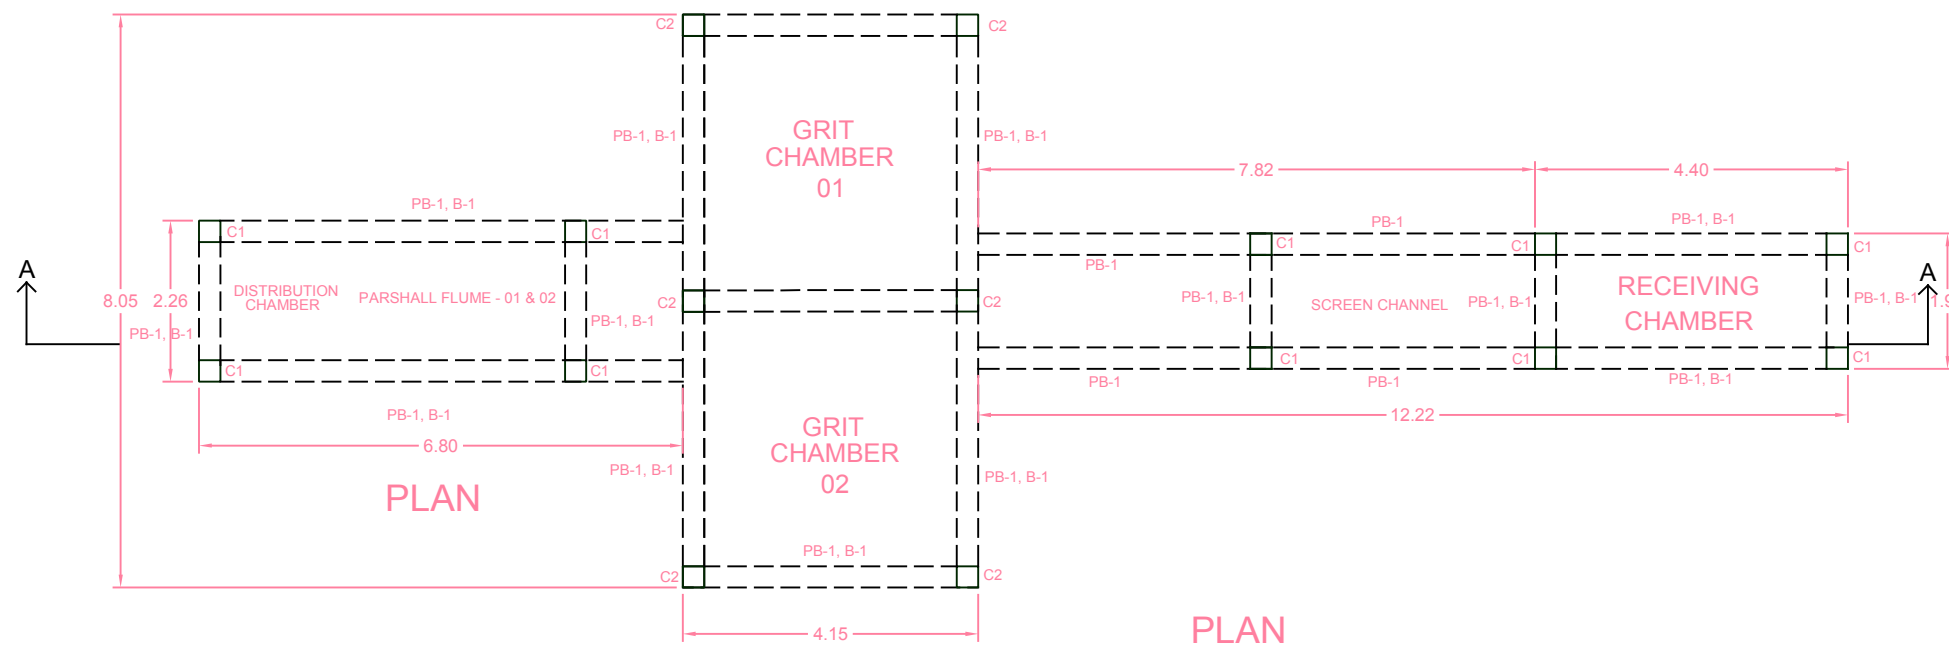 C2
C2
GRIT
CHAMBER
01
PB-1, B-1
PB-1, B-1
7.82
4.40
PB-1, B-1
PB-1
PB-1, B-1
C1
C1
C1
C1
C1
PB-1
A
A
8.05
2.26
DISTRIBUTION
CHAMBER
PARSHALL FLUME - 01 & 02
C2
C2
PB-1, B-1
SCREEN CHANNEL
PB-1, B-1
RECEIVING
CHAMBER
PB-1, B-1
PB-1, B-1
PB-1, B-1
C1
C1
C1
C1
C1
PB-1
PB-1
PB-1, B-1
PB-1, B-1
12.22
6.80
GRIT
CHAMBER
02
PB-1, B-1
PB-1, B-1
PLAN
PB-1, B-1
C2
C2
4.15
PLAN